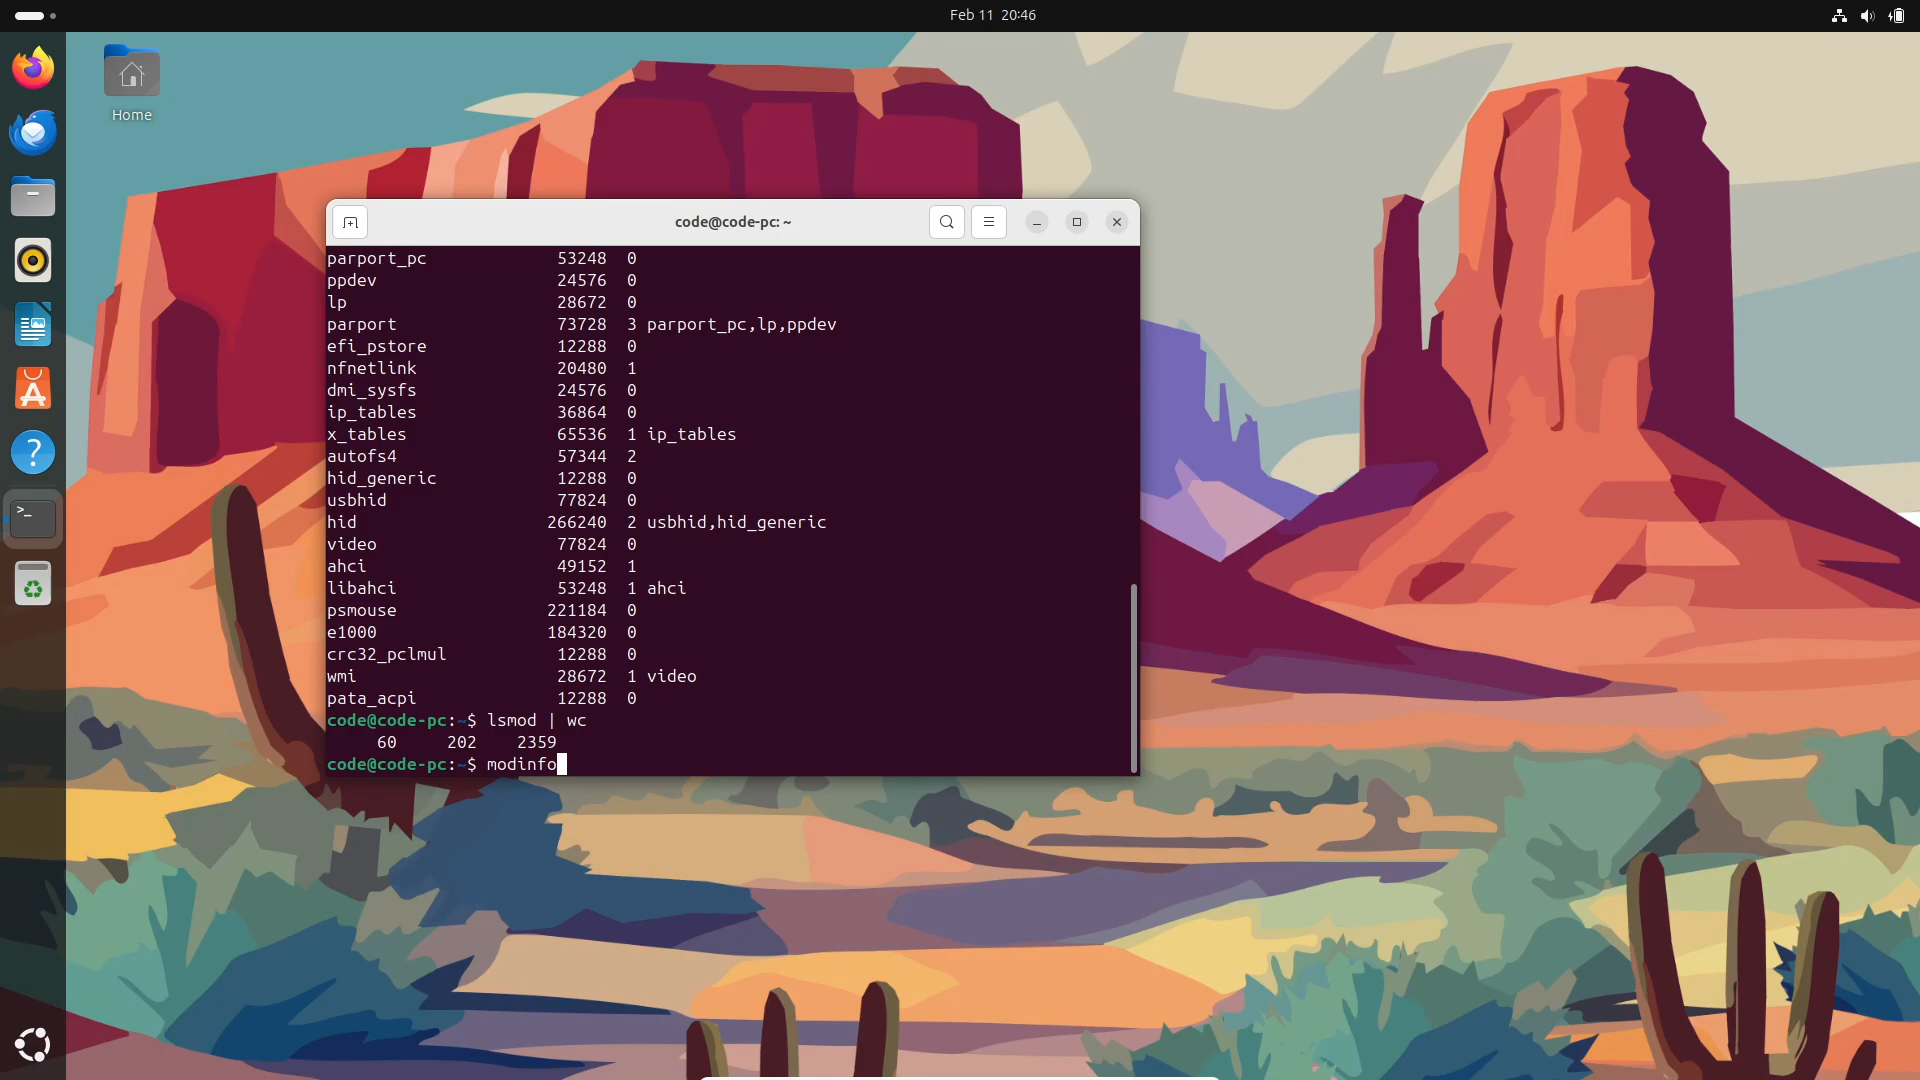 Feb 11 20:46
Home
code@code-pc: ~
parport_pc 53248 0
ppdev 24576 0
lp 28672 0
parport 73728 3 parport_pc,lp,ppdev
efi_pstore 12288 0
nfnetlink 20480 1
dmi_sysfs 24576 0
ip_tables 36864 0
x_tables 65536 1 ip_tables
autofs4 57344 2
hid_generic 12288 0
usbhid 77824 0
hid 266240 2 usbhid,hid_generic
video 77824 0
ahci 49152 1
libahci 53248 1 ahci
psmouse 221184 0
e1000 184320 0
crc32_pclmul 12288 0
wmi 28672 1 video
pata_acpi 12288 0
code@code-pc:~$ lsmod | wc
60 202 2359
code@code-pc:~$ modinfo